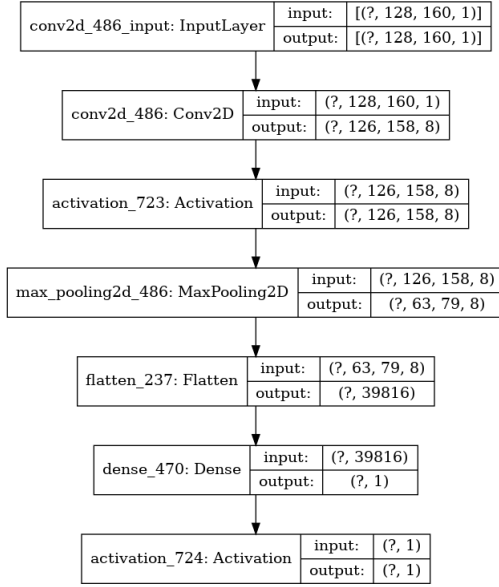 conv2d_486_input: InputLayer
input: [(?, 128, 160, 1)]
output: [(?, 128, 160, 1)]
conv2d_486: Conv2D
input: (?, 128, 160, 1)
output: (?, 126, 158, 8)
activation_723: Activation
input: (?, 126, 158, 8)
output: (?, 126, 158, 8)
max_pooling2d_486: MaxPooling2D
input: (?, 126, 158, 8)
output: (?, 63, 79, 8)
flatten_237: Flatten
input: (?, 63, 79, 8)
output: (?, 39816)
dense_470: Dense
input: (?, 39816)
output: (?, 1)
activation_724: Activation
input: (?, 1)
output: (?, 1)